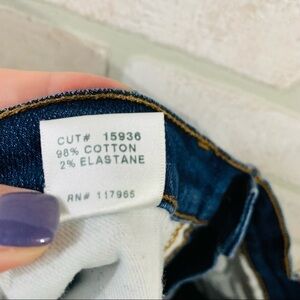 CUT# 15936
98% COTTON
2% ELASTANE
RN# 117965